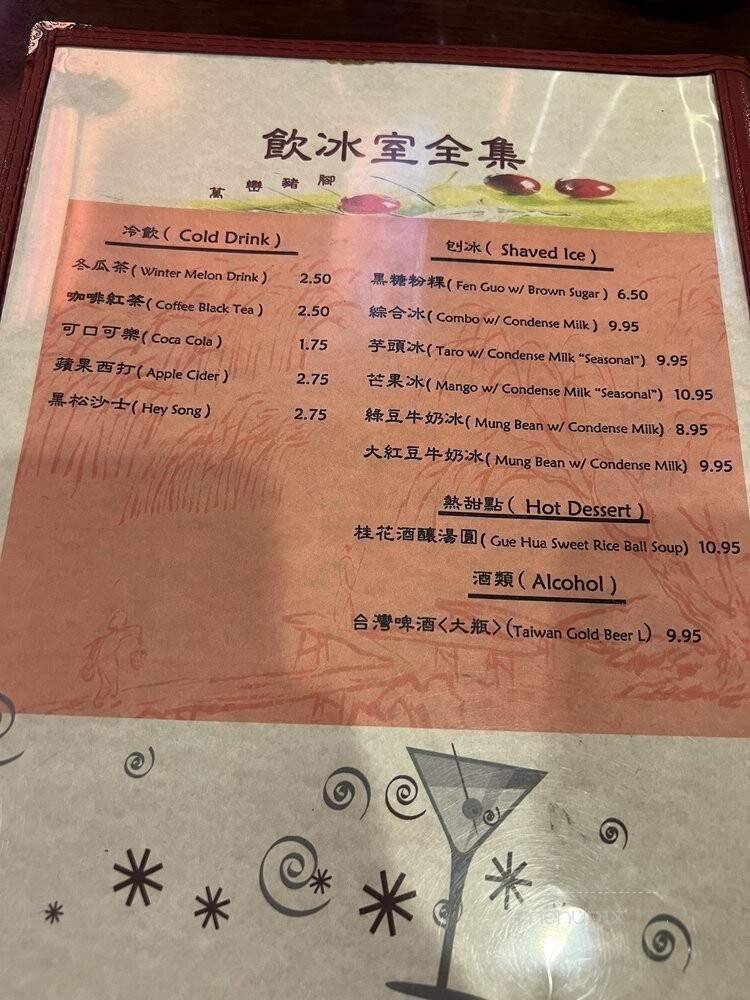 飲冰室全集
萬巒豬腳
冷飲( Cold Drink )
冬瓜茶( Winter Melon Drink ) 2.50
咖啡紅茶( Coffee Black Tea ) 2.50
可口可樂( Coca Cola ) 1.75
蘋果西打( Apple Cider ) 2.75
黑松沙士( Hey Song ) 2.75
刨冰( Shaved Ice )
黑糖粉粿( Fen Guo w/ Brown Sugar ) 6.50
綜合冰( Combo w/ Condense Milk ) 9.95
芋頭冰( Taro w/ Condense Milk "Seasonal") 9.95
芒果冰( Mango w/ Condense Milk "Seasonal") 10.95
綠豆牛奶冰( Mung Bean w/ Condense Milk) 8.95
大紅豆牛奶冰( Mung Bean w/ Condense Milk) 9.95
熱甜點( Hot Dessert )
桂花酒釀湯圓( Gue Hua Sweet Rice Ball Soup) 10.95
酒類( Alcohol )
台灣啤酒<大瓶>(Taiwan Gold Beer L) 9.95